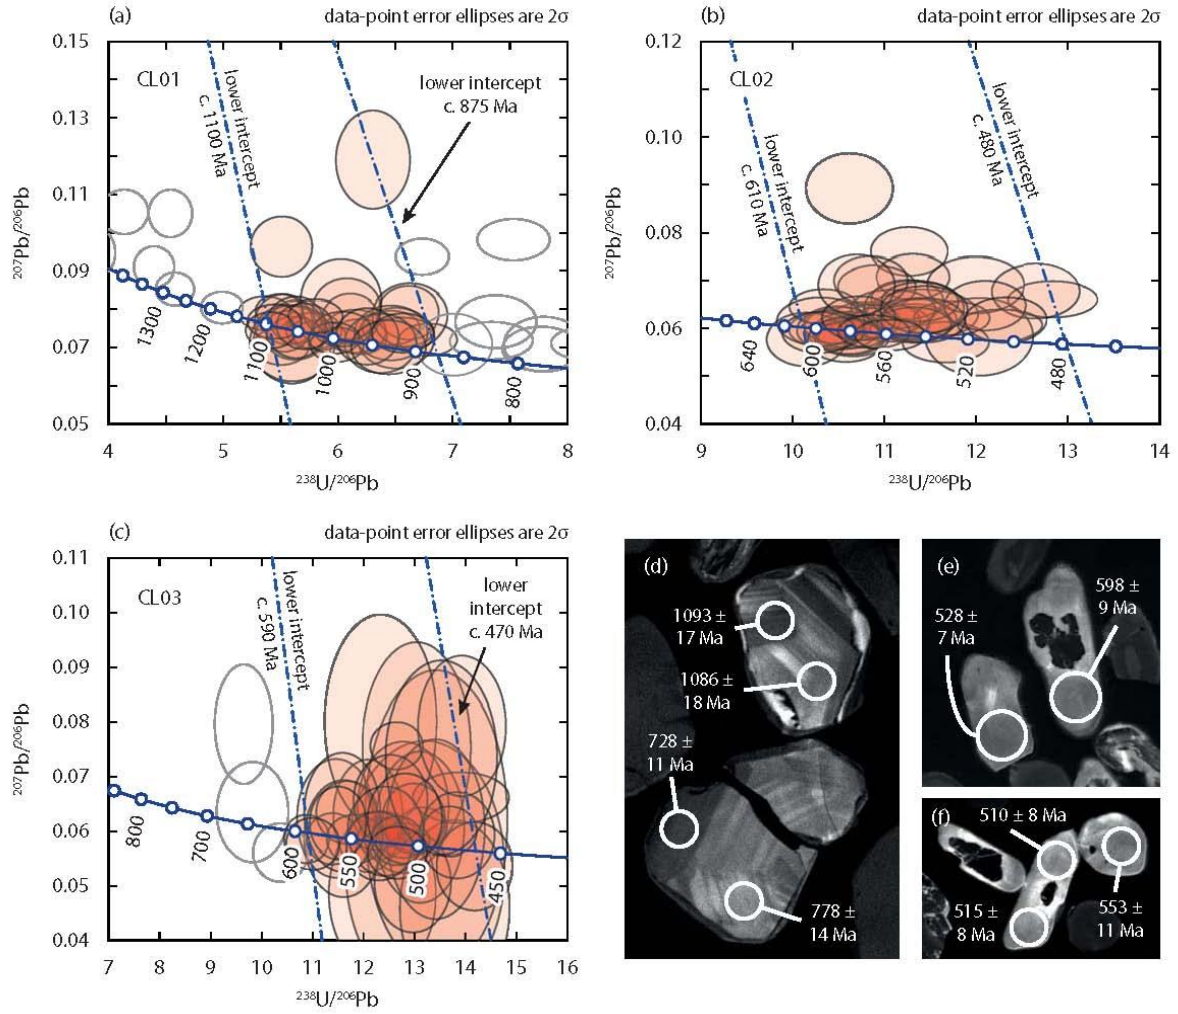 (a) data-point error ellipses are 2σ
0.15
0.13
0.11
0.09
0.07
0.05
²⁰⁷Pb/²⁰⁶Pb
CL01
lower intercept
c. 1100 Ma
lower intercept
c. 875 Ma
1300
1200
1100
1000
900
800
4 5 6 7 8
²³⁸U/²⁰⁶Pb
(b) data-point error ellipses are 2σ
0.12
0.10
0.08
0.06
0.04
²⁰⁷Pb/²⁰⁶Pb
CL02
lower intercept
c. 610 Ma
lower intercept
c. 480 Ma
640
600
560
520
480
9 10 11 12 13 14
²³⁸U/²⁰⁶Pb
(c) data-point error ellipses are 2σ
0.11
0.10
0.09
0.08
0.07
0.06
0.05
0.04
²⁰⁷Pb/²⁰⁶Pb
CL03
lower intercept
c. 590 Ma
lower
intercept
c. 470 Ma
800
700
600
550
500
450
7 8 9 10 11 12 13 14 15 16
²³⁸U/²⁰⁶Pb
(d)
1093 ±
17 Ma
1086 ±
18 Ma
728 ±
11 Ma
778 ±
14 Ma
(e)
598 ±
9 Ma
528 ±
7 Ma
(f)
510 ± 8 Ma
515 ±
8 Ma
553 ±
11 Ma